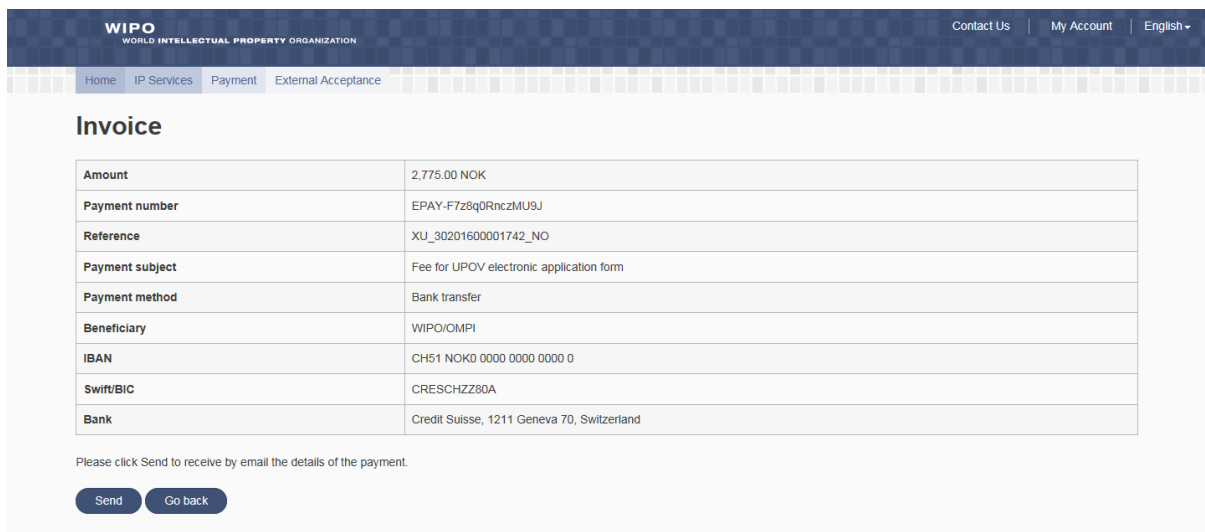 WIPO
WORLD INTELLECTUAL PROPERTY ORGANIZATION
Contact Us
My Account
English
Home IP Services Payment External Acceptance
Invoice
Amount 2,775.00 NOK
Payment number EPAY-F7z8q0RnczMU9J
Reference XU_30201600001742_NO
Payment subject Fee for UPOV electronic application form
Payment method Bank transfer
Beneficiary WIPO/OMPI
IBAN CH51 NOK0 0000 0000 0000 0
Swift/BIC CRESCHZZ80A
Bank Credit Suisse, 1211 Geneva 70, Switzerland
Please click Send to receive by email the details of the payment.
Send Go back